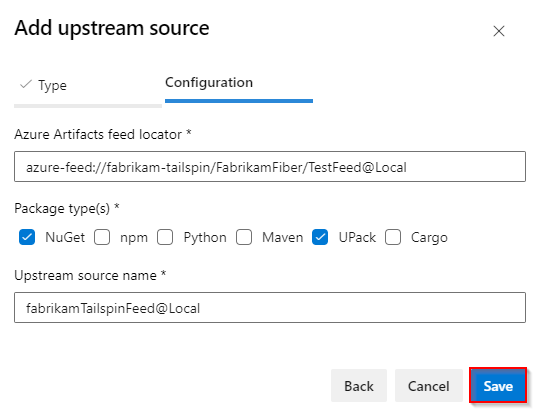 Add upstream source
Type
Configuration
Azure Artifacts feed locator *
azure-feed://fabrikam-tailspin/FabrikamFiber/TestFeed@Local
Package type(s) *
NuGet npm Python Maven UPack Cargo
Upstream source name *
fabrikamTailspinFeed@Local
Back Cancel Save